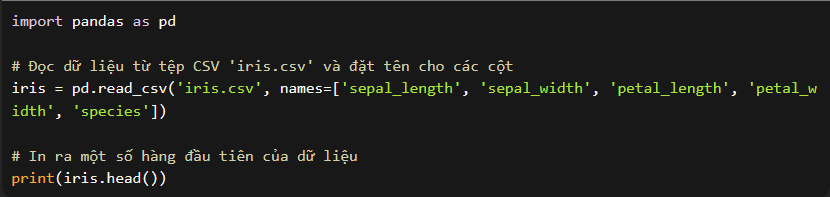 import pandas as pd
# Đọc dữ liệu từ tệp CSV 'iris.csv' và đặt tên cho các cột
iris = pd.read_csv('iris.csv', names=['sepal_length', 'sepal_width', 'petal_length', 'petal_w
idth', 'species'])
# In ra một số hàng đầu tiên của dữ liệu
print(iris.head())